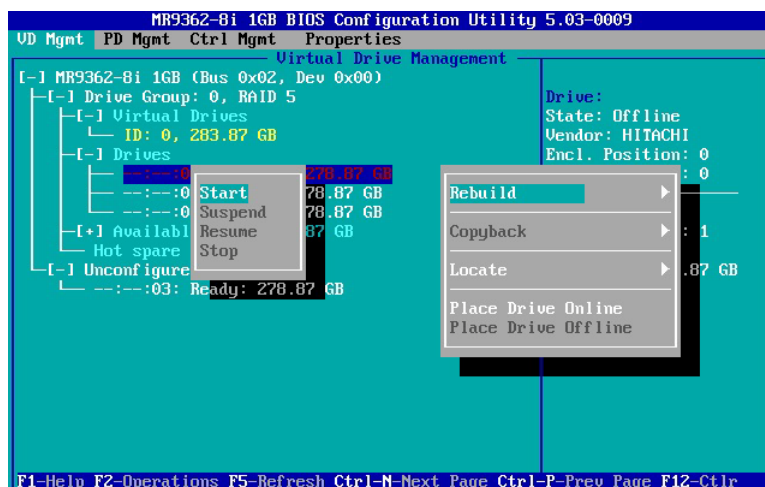 MR9362-8i 1GB BIOS Configuration Utility 5.03-0009
VD Mgmt PD Mgmt Ctrl Mgmt Properties
Virtual Drive Management
[-] MR9362-8i 1GB (Bus 0x02, Dev 0x00)
[-] Drive Group: 0, RAID 5
[-] Virtual Drives
ID: 0, 283.87 GB
[-] Drives
--:--:0 278.87 GB
--:--:0 78.87 GB
--:--:0 78.87 GB
[+] Availabl 87 GB
Hot spare
[-] Unconfigure
--:--:03: Ready: 278.87 GB
Start
Suspend
Resume
Stop
Drive:
State: Offline
Vendor: HITACHI
Encl. Position: 0
: 0
: 1
.87 GB
Rebuild
Copyback
Locate
Place Drive Online
Place Drive Offline
F1-Help F2-Operations F5-Refresh Ctrl-N-Next Page Ctrl-P-Prev Page F12-Ctlr